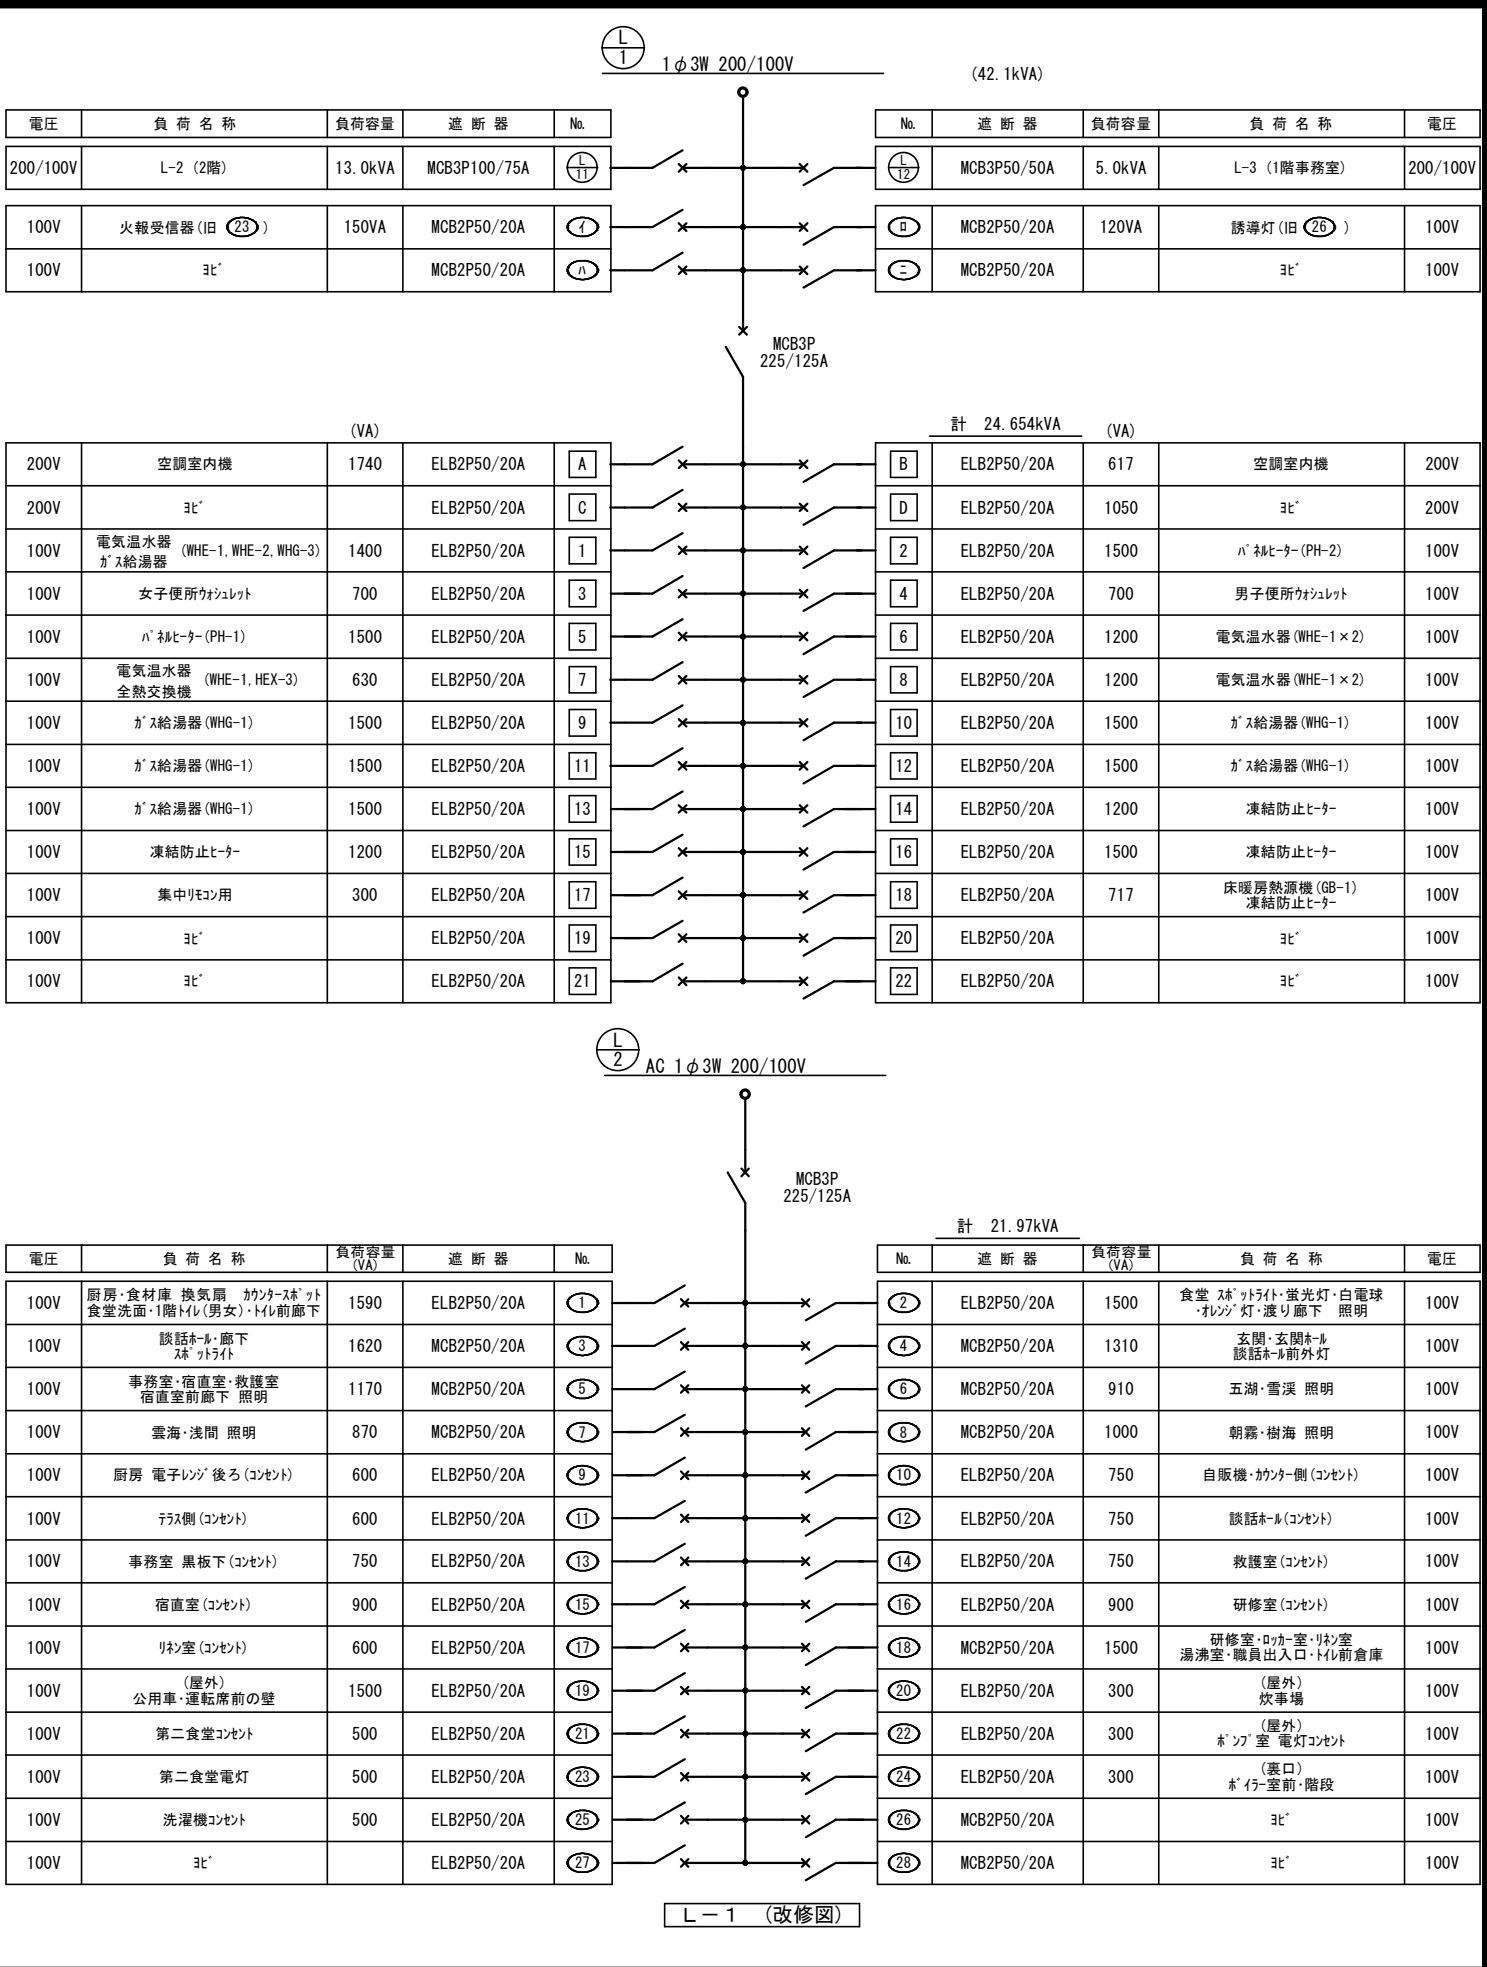 L
1
1φ3W 200/100V
(42.1kVA)
電圧 負荷名称 負荷容量 遮断器 No. No. 遮断器 負荷容量 負荷名称 電圧
200/100V L-2 (2階) 13.0kVA MCB3P100/75A L/11 L/12 MCB3P50/50A 5.0kVA L-3 (1階事務室) 200/100V
100V 火報受信器(旧 23) 150VA MCB2P50/20A イ ロ MCB2P50/20A 120VA 誘導灯(旧 26 ) 100V
100V ﾖﾋﾞ MCB2P50/20A ハ ニ MCB2P50/20A ﾖﾋﾞ 100V
MCB3P
225/125A
計 24.654kVA
(VA) (VA)
200V 空調室内機 1740 ELB2P50/20A A B ELB2P50/20A 617 空調室内機 200V
200V ﾖﾋﾞ ELB2P50/20A C D ELB2P50/20A 1050 ﾖﾋﾞ 200V
100V 電気温水器 ｶﾞｽ給湯器 (WHE-1,WHE-2,WHG-3) 1400 ELB2P50/20A 1 2 ELB2P50/20A 1500 ﾊﾟﾈﾙﾋｰﾀｰ(PH-2) 100V
100V 女子便所ｳｫｼｭﾚｯﾄ 700 ELB2P50/20A 3 4 ELB2P50/20A 700 男子便所ｳｫｼｭﾚｯﾄ 100V
100V ﾊﾟﾈﾙﾋｰﾀｰ(PH-1) 1500 ELB2P50/20A 5 6 ELB2P50/20A 1200 電気温水器(WHE-1×2) 100V
100V 電気温水器 全熱交換機 (WHE-1,HEX-3) 630 ELB2P50/20A 7 8 ELB2P50/20A 1200 電気温水器(WHE-1×2) 100V
100V ｶﾞｽ給湯器(WHG-1) 1500 ELB2P50/20A 9 10 ELB2P50/20A 1500 ｶﾞｽ給湯器(WHG-1) 100V
100V ｶﾞｽ給湯器(WHG-1) 1500 ELB2P50/20A 11 12 ELB2P50/20A 1500 ｶﾞｽ給湯器(WHG-1) 100V
100V ｶﾞｽ給湯器(WHG-1) 1500 ELB2P50/20A 13 14 ELB2P50/20A 1200 凍結防止ﾋｰﾀｰ 100V
100V 凍結防止ﾋｰﾀｰ 1200 ELB2P50/20A 15 16 ELB2P50/20A 1500 凍結防止ﾋｰﾀｰ 100V
100V 集中ﾘﾓｺﾝ用 300 ELB2P50/20A 17 18 ELB2P50/20A 717 床暖房熱源機(GB-1) 凍結防止ﾋｰﾀｰ 100V
100V ﾖﾋﾞ ELB2P50/20A 19 20 ELB2P50/20A ﾖﾋﾞ 100V
100V ﾖﾋﾞ ELB2P50/20A 21 22 ELB2P50/20A ﾖﾋﾞ 100V
L
2
AC 1φ3W 200/100V
MCB3P
225/125A
計 21.97kVA
電圧 負荷名称 負荷容量(VA) 遮断器 No. No. 遮断器 負荷容量(VA) 負荷名称 電圧
100V 厨房･食材庫 換気扇 ｶｳﾝﾀｰｽﾎﾟｯﾄ 食堂洗面･1階ﾄｲﾚ(男女)･ﾄｲﾚ前廊下 1590 ELB2P50/20A 1 2 ELB2P50/20A 1500 食堂 ｽﾎﾟｯﾄﾗｲﾄ･蛍光灯･白電球 ･ｵﾚﾝｼﾞ灯･渡り廊下 照明 100V
100V 談話ﾎｰﾙ･廊下 ｽﾎﾟｯﾄﾗｲﾄ 1620 MCB2P50/20A 3 4 MCB2P50/20A 1310 玄関･玄関ﾎｰﾙ 談話ﾎｰﾙ前外灯 100V
100V 事務室･宿直室･救護室 宿直室前廊下 照明 1170 MCB2P50/20A 5 6 MCB2P50/20A 910 五湖･雪渓 照明 100V
100V 雲海･浅間 照明 870 MCB2P50/20A 7 8 MCB2P50/20A 1000 朝霧･樹海 照明 100V
100V 厨房 電子ﾚﾝｼﾞ後ろ(ｺﾝｾﾝﾄ) 600 ELB2P50/20A 9 10 ELB2P50/20A 750 自販機･ｶｳﾝﾀｰ側(ｺﾝｾﾝﾄ) 100V
100V ﾃﾗｽ側(ｺﾝｾﾝﾄ) 600 ELB2P50/20A 11 12 ELB2P50/20A 750 談話ﾎｰﾙ(ｺﾝｾﾝﾄ) 100V
100V 事務室 黒板下(ｺﾝｾﾝﾄ) 750 ELB2P50/20A 13 14 ELB2P50/20A 750 救護室(ｺﾝｾﾝﾄ) 100V
100V 宿直室(ｺﾝｾﾝﾄ) 900 ELB2P50/20A 15 16 ELB2P50/20A 900 研修室(ｺﾝｾﾝﾄ) 100V
100V ﾘﾈﾝ室(ｺﾝｾﾝﾄ) 600 ELB2P50/20A 17 18 MCB2P50/20A 1500 研修室･ﾛｯｶｰ室･ﾘﾈﾝ室 湯沸室･職員出入口･ﾄｲﾚ前倉庫 100V
100V (屋外) 公用車･運転席前の壁 1500 ELB2P50/20A 19 20 ELB2P50/20A 300 (屋外) 炊事場 100V
100V 第二食堂ｺﾝｾﾝﾄ 500 ELB2P50/20A 21 22 ELB2P50/20A 300 (屋外) ﾎﾟﾝﾌﾟ室 電灯ｺﾝｾﾝﾄ 100V
100V 第二食堂電灯 500 ELB2P50/20A 23 24 ELB2P50/20A 300 (裏口) ﾎﾞｲﾗｰ室前･階段 100V
100V 洗濯機ｺﾝｾﾝﾄ 500 ELB2P50/20A 25 26 MCB2P50/20A ﾖﾋﾞ 100V
100V ﾖﾋﾞ ELB2P50/20A 27 28 MCB2P50/20A ﾖﾋﾞ 100V
Ｌ－１ (改修図)